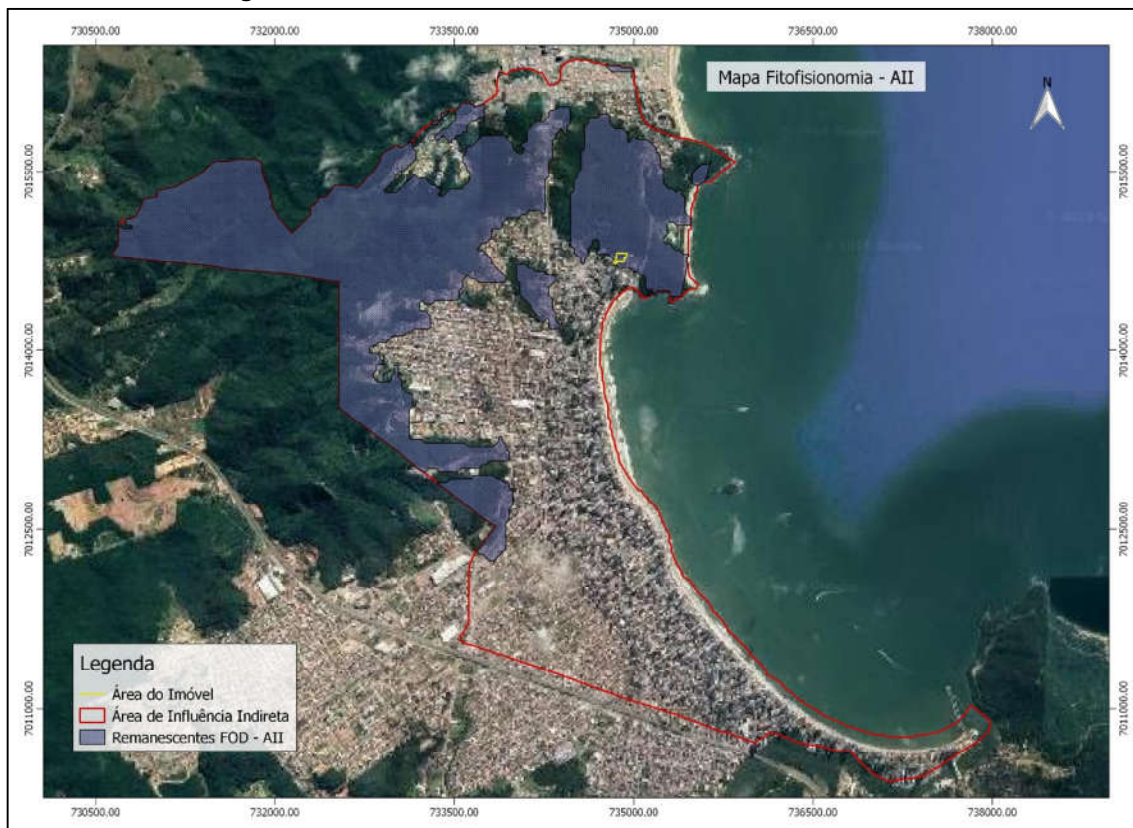 730500.00 732000.00 733500.00 735000.00 736500.00 738000.00
Mapa Fitofisionomia - AII
N
7015500.00 7015500.00
7014000.00 7014000.00
7012500.00 7012500.00
Legenda
Área do Imóvel
Área de Influência Indireta
Remanescentes FOD - AII
7011000.00 7011000.00
730500.00 732000.00 733500.00 735000.00 736500.00 738000.00